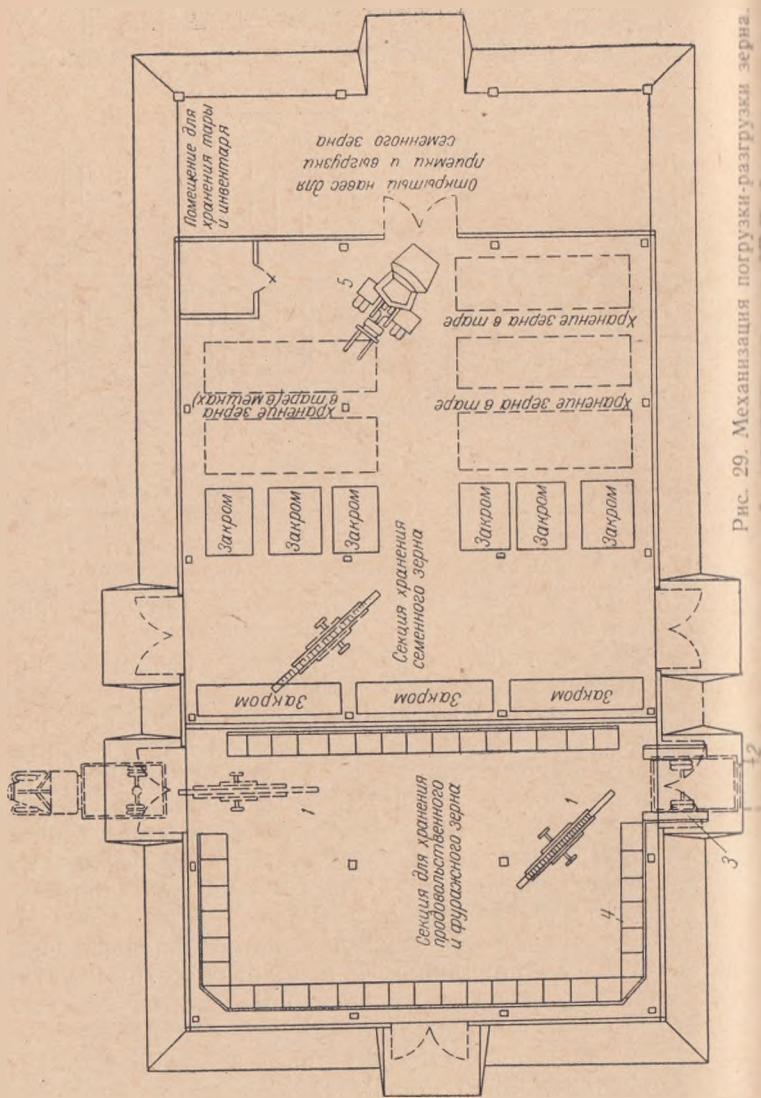 Помещение для
хранения тары
и инвентаря
Открытый навес для
приемки и выгрузки
семенного зерна
5
хранение зерна
в таре (в мешках)
Хранение зерна в таре
Хранение зерна в таре
Закром
Закром
Закром
Закром
Закром
Закром
Секция хранения
семенного зерна
Закром
Закром
Закром
1
Секция для хранения
продовольственного
и фуражного зерна
1
4
2
3
Рис. 29. Механизация погрузки-разгрузки зерна.